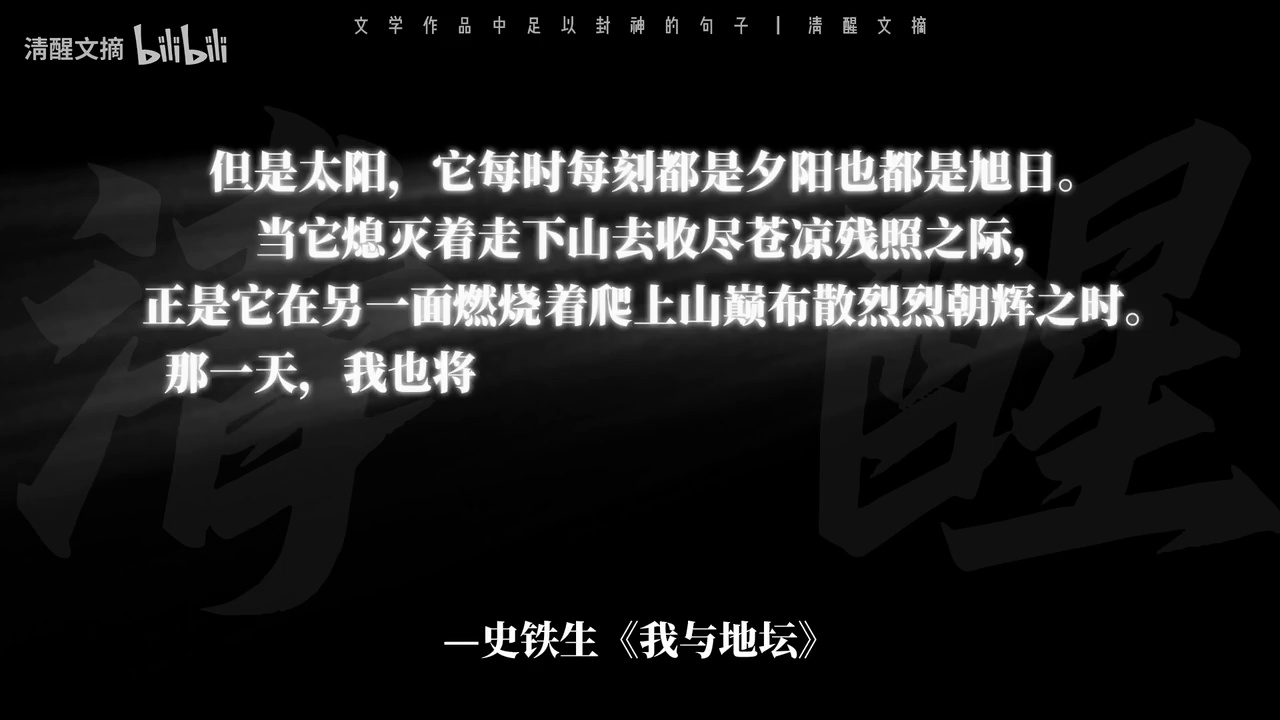 文学作品中足以封神的句子 | 清醒文摘
清醒文摘 bilibili
清醒
但是太阳，它每时每刻都是夕阳也都是旭日。
当它熄灭着走下山去收尽苍凉残照之际，
正是它在另一面燃烧着爬上山巅布散烈烈朝辉之时。
那一天，我也将
—史铁生《我与地坛》